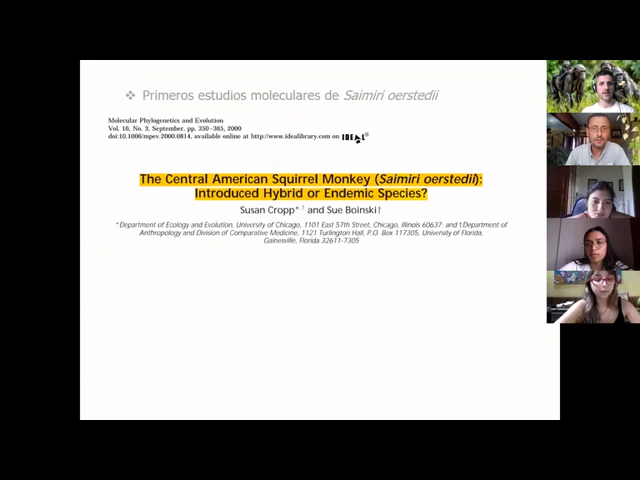 ❖ Primeros estudios moleculares de Saimiri oerstedii
Molecular Phylogenetics and Evolution
Vol. 16, No. 3, September, pp. 350–365, 2000
doi:10.1006/mpev.2000.0814, available online at http://www.idealibrary.com on IDEAL®
The Central American Squirrel Monkey (Saimiri oerstedii):
Introduced Hybrid or Endemic Species?
Susan Cropp*,1 and Sue Boinski†
*Department of Ecology and Evolution, University of Chicago, 1101 East 57th Street, Chicago, Illinois 60637; and †Department of
Anthropology and Division of Comparative Medicine, 1121 Turlington Hall, P.O. Box 117305, University of Florida,
Gainesville, Florida 32611-7305